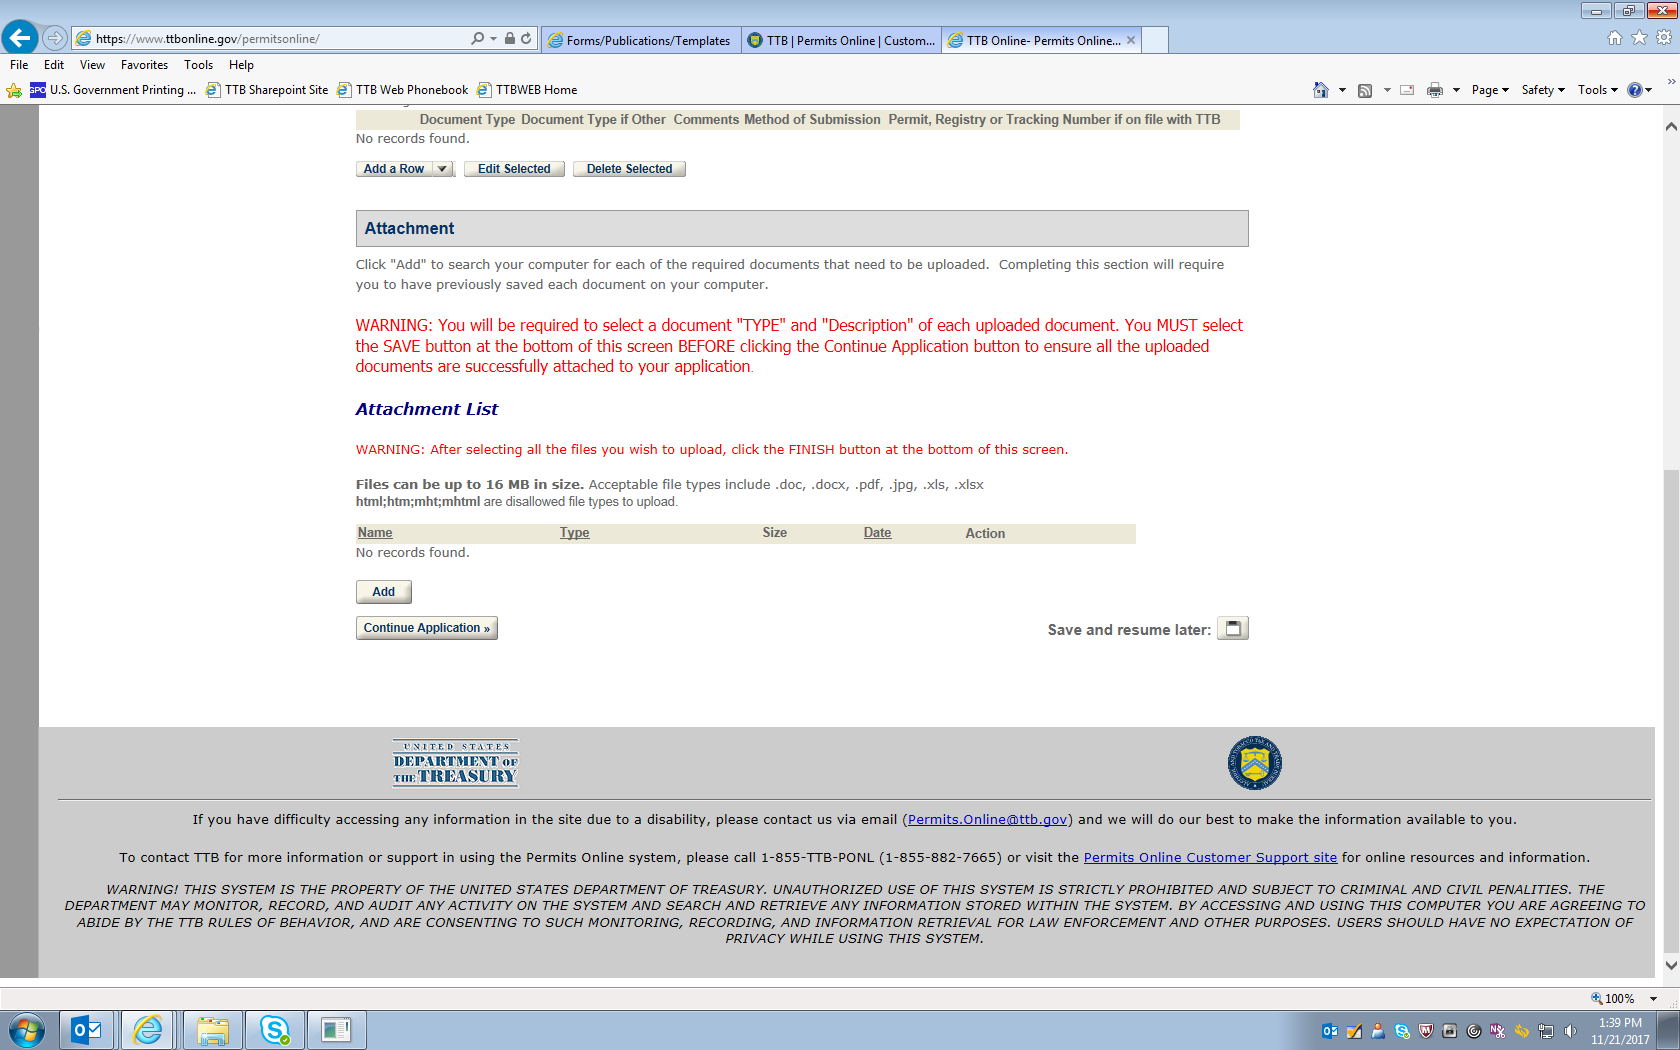 https://www.ttbonline.gov/permitsonline/
Forms/Publications/Templates
TTB | Permits Online | Custom...
TTB Online- Permits Online...
File Edit View Favorites Tools Help
GPO U.S. Government Printing ... TTB Sharepoint Site TTB Web Phonebook TTBWEB Home
Page Safety Tools
Document Type Document Type if Other Comments Method of Submission Permit, Registry or Tracking Number if on file with TTB
No records found.
Add a Row Edit Selected Delete Selected
Attachment
Click "Add" to search your computer for each of the required documents that need to be uploaded. Completing this section will require
you to have previously saved each document on your computer.
WARNING: You will be required to select a document "TYPE" and "Description" of each uploaded document. You MUST select
the SAVE button at the bottom of this screen BEFORE clicking the Continue Application button to ensure all the uploaded
documents are successfully attached to your application.
Attachment List
WARNING: After selecting all the files you wish to upload, click the FINISH button at the bottom of this screen.
Files can be up to 16 MB in size. Acceptable file types include .doc, .docx, .pdf, .jpg, .xls, .xlsx
html;htm;mht;mhtml are disallowed file types to upload.
Name Type Size Date Action
No records found.
Add
Continue Application »
Save and resume later:
UNITED STATES
DEPARTMENT OF
THE TREASURY
If you have difficulty accessing any information in the site due to a disability, please contact us via email (Permits.Online@ttb.gov) and we will do our best to make the information available to you.
To contact TTB for more information or support in using the Permits Online system, please call 1-855-TTB-PONL (1-855-882-7665) or visit the Permits Online Customer Support site for online resources and information.
WARNING! THIS SYSTEM IS THE PROPERTY OF THE UNITED STATES DEPARTMENT OF TREASURY. UNAUTHORIZED USE OF THIS SYSTEM IS STRICTLY PROHIBITED AND SUBJECT TO CRIMINAL AND CIVIL PENALITIES. THE
DEPARTMENT MAY MONITOR, RECORD, AND AUDIT ANY ACTIVITY ON THE SYSTEM AND SEARCH AND RETRIEVE ANY INFORMATION STORED WITHIN THE SYSTEM. BY ACCESSING AND USING THIS COMPUTER YOU ARE AGREEING TO
ABIDE BY THE TTB RULES OF BEHAVIOR, AND ARE CONSENTING TO SUCH MONITORING, RECORDING, AND INFORMATION RETRIEVAL FOR LAW ENFORCEMENT AND OTHER PURPOSES. USERS SHOULD HAVE NO EXPECTATION OF
PRIVACY WHILE USING THIS SYSTEM.
100%
1:39 PM
11/21/2017